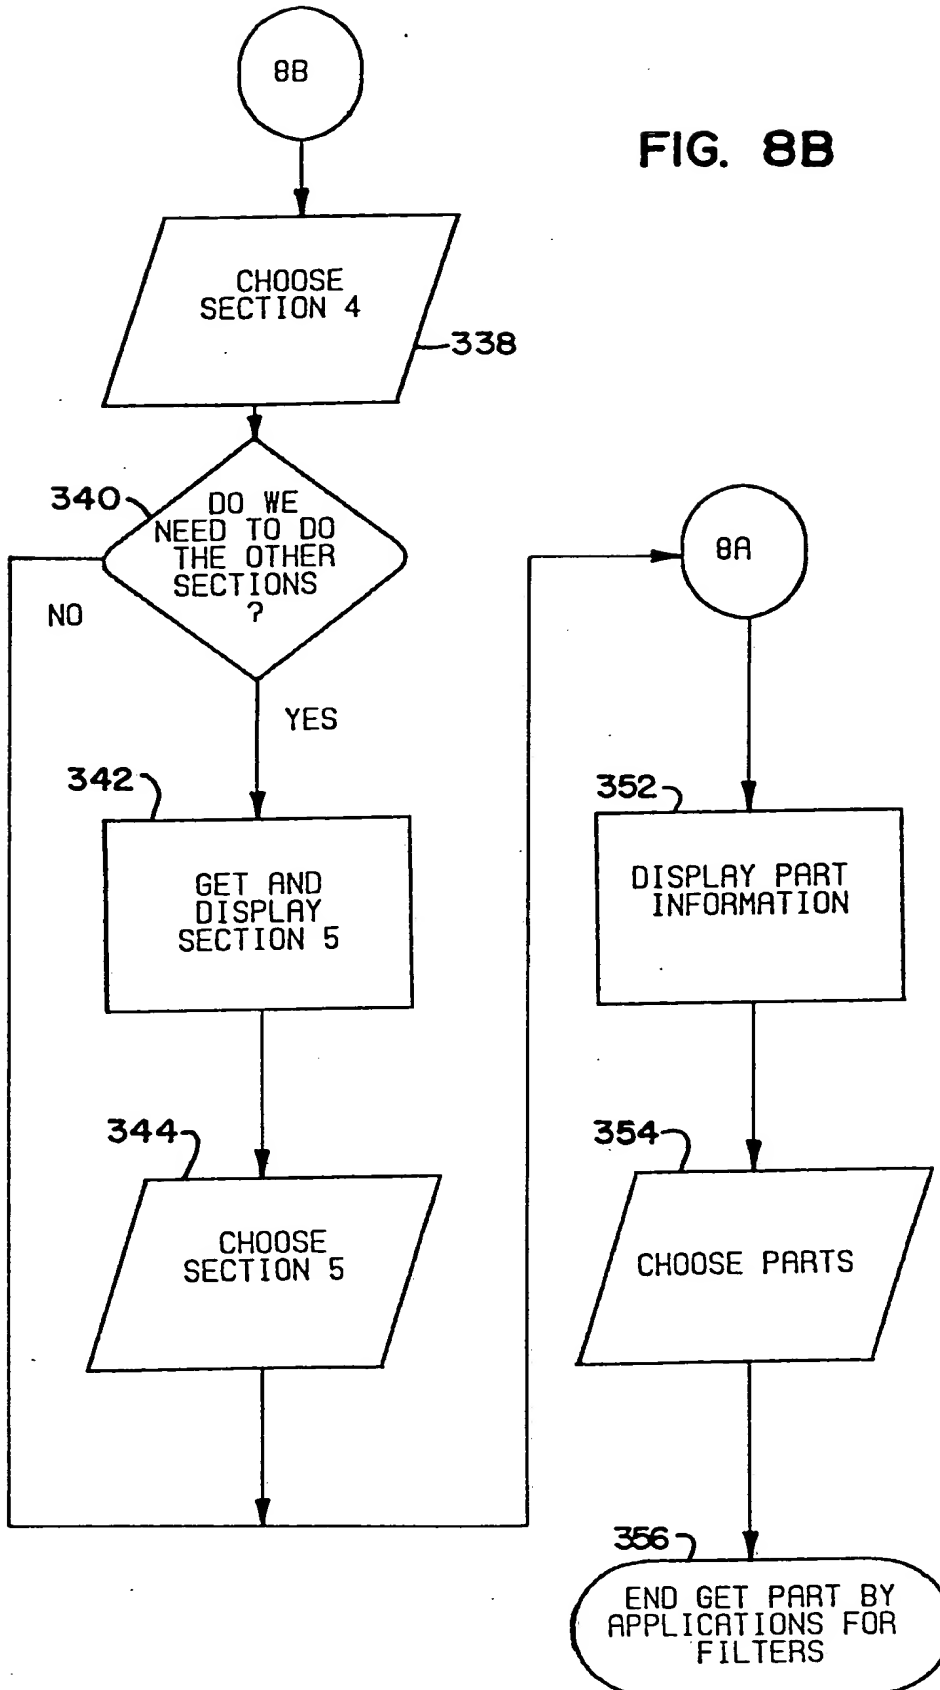 8B
FIG. 8B
CHOOSE
SECTION 4
338
340
DO WE
NEED TO DO
THE OTHER
SECTIONS
?
NO
YES
342
GET AND
DISPLAY
SECTION 5
344
CHOOSE
SECTION 5
8A
352
DISPLAY PART
INFORMATION
354
CHOOSE PARTS
356
END GET PART BY
APPLICATIONS FOR
FILTERS